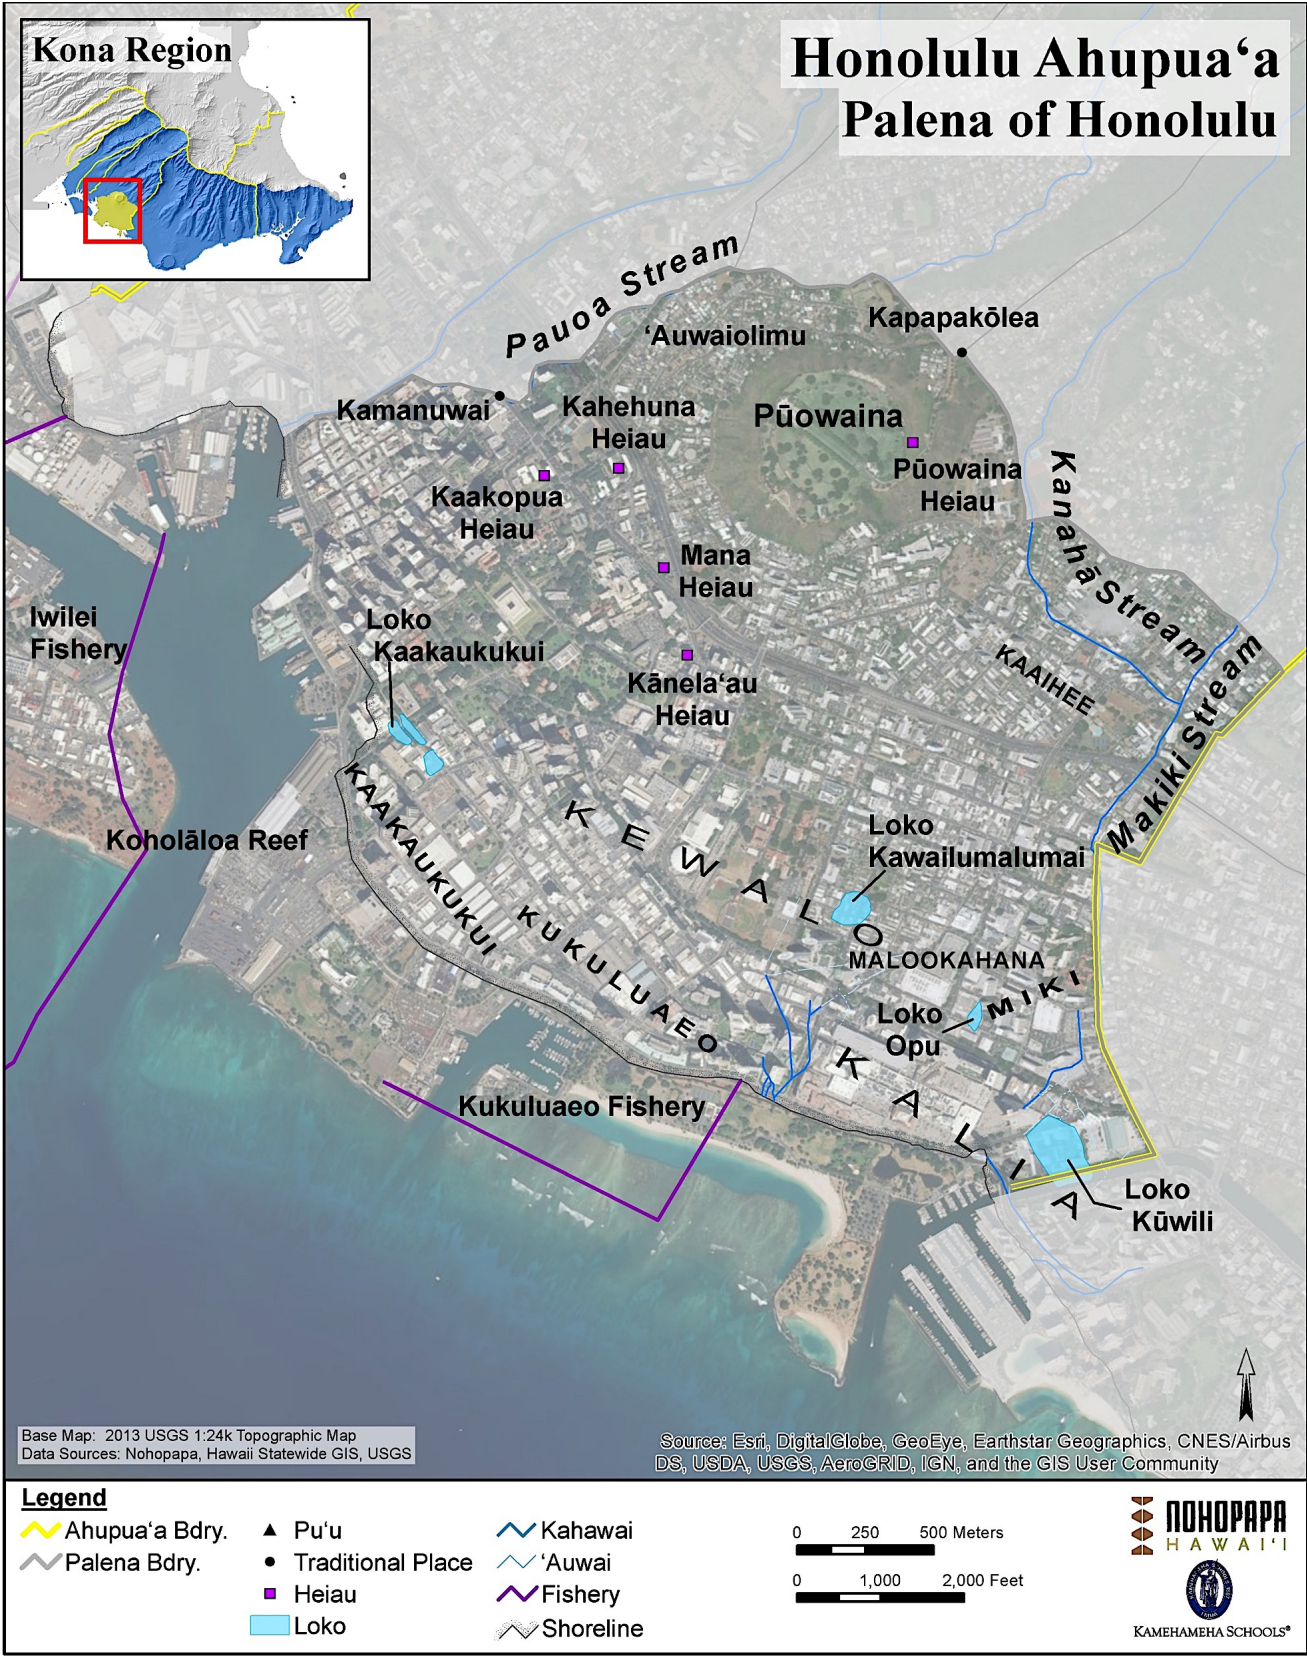 Kona Region
Honolulu Ahupuaʻa
Palena of Honolulu
Pauoa Stream
ʻAuwaiolimu
Kapapakōlea
Kamanuwai
Kahehuna
Heiau
Pūowaina
Kaakopua
Heiau
Pūowaina
Heiau
Kanahā Stream
Mana
Heiau
Iwilei
Fishery
Loko
Kaakaukukui
Kānelaʻau
Heiau
KAAIHEE
Makiki Stream
KAAKAUKUKUI
Koholāloa Reef
KEWALO
Loko
Kawailumalumai
KUKULUAEO
MALOOKAHANA
MIKI
Loko
Opu
KALIA
Kukuluaeo Fishery
Loko
Kūwili
Base Map: 2013 USGS 1:24k Topographic Map
Data Sources: Nohopapa, Hawaii Statewide GIS, USGS
Source: Esri, DigitalGlobe, GeoEye, Earthstar Geographics, CNES/Airbus
DS, USDA, USGS, AeroGRID, IGN, and the GIS User Community
Legend
Ahupuaʻa Bdry.
Palena Bdry.
Puʻu
Traditional Place
Heiau
Loko
Kahawai
ʻAuwai
Fishery
Shoreline
0 250 500 Meters
0 1,000 2,000 Feet
NOHOPAPA
HAWAIʻI
KAMEHAMEHA SCHOOLS®